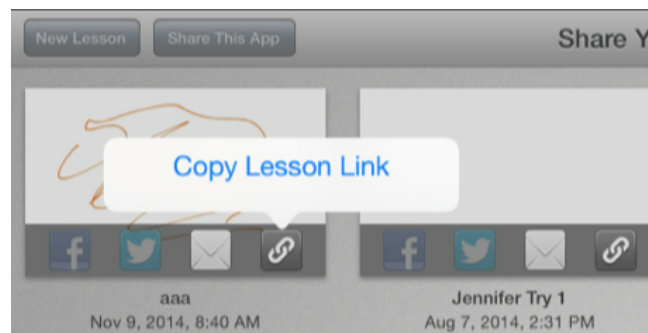 New Lesson
Share This App
Share Y
Copy Lesson Link
aaa
Nov 9, 2014, 8:40 AM
Jennifer Try 1
Aug 7, 2014, 2:31 PM